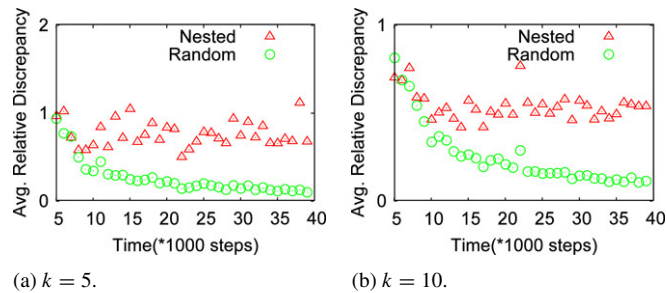 Nested
Random
Avg. Relative Discrepancy
2
1
0
5 10 15 20 25 30 35 40
Time(*1000 steps)
(a) k = 5.
Nested
Random
Avg. Relative Discrepancy
1
0
5 10 15 20 25 30 35 40
Time(*1000 steps)
(b) k = 10.